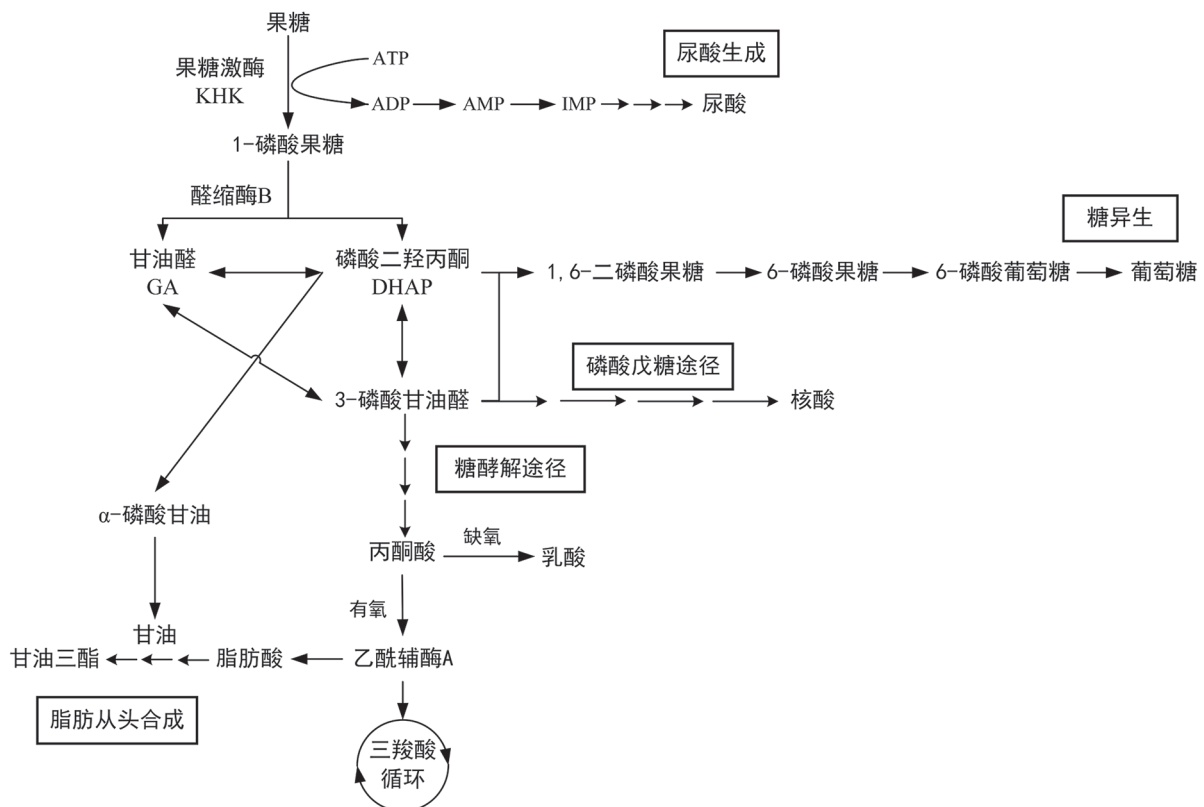 果糖
果糖激酶
KHK
ATP
尿酸生成
ADP
AMP
IMP
尿酸
1-磷酸果糖
醛缩酶B
糖异生
甘油醛
GA
磷酸二羟丙酮
DHAP
1,6-二磷酸果糖
6-磷酸果糖
6-磷酸葡萄糖
葡萄糖
磷酸戊糖途径
3-磷酸甘油醛
核酸
糖酵解途径
α-磷酸甘油
丙酮酸
缺氧
乳酸
有氧
甘油
甘油三酯
脂肪酸
乙酰辅酶A
脂肪从头合成
三羧酸
循环